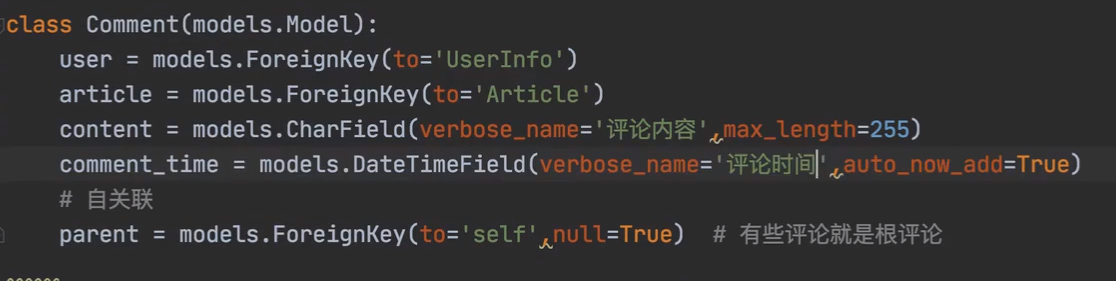 class Comment(models.Model):
    user = models.ForeignKey(to='UserInfo')
    article = models.ForeignKey(to='Article')
    content = models.CharField(verbose_name='评论内容',max_length=255)
    comment_time = models.DateTimeField(verbose_name='评论时间',auto_now_add=True)
    # 自关联
    parent = models.ForeignKey(to='self',null=True)  # 有些评论就是根评论